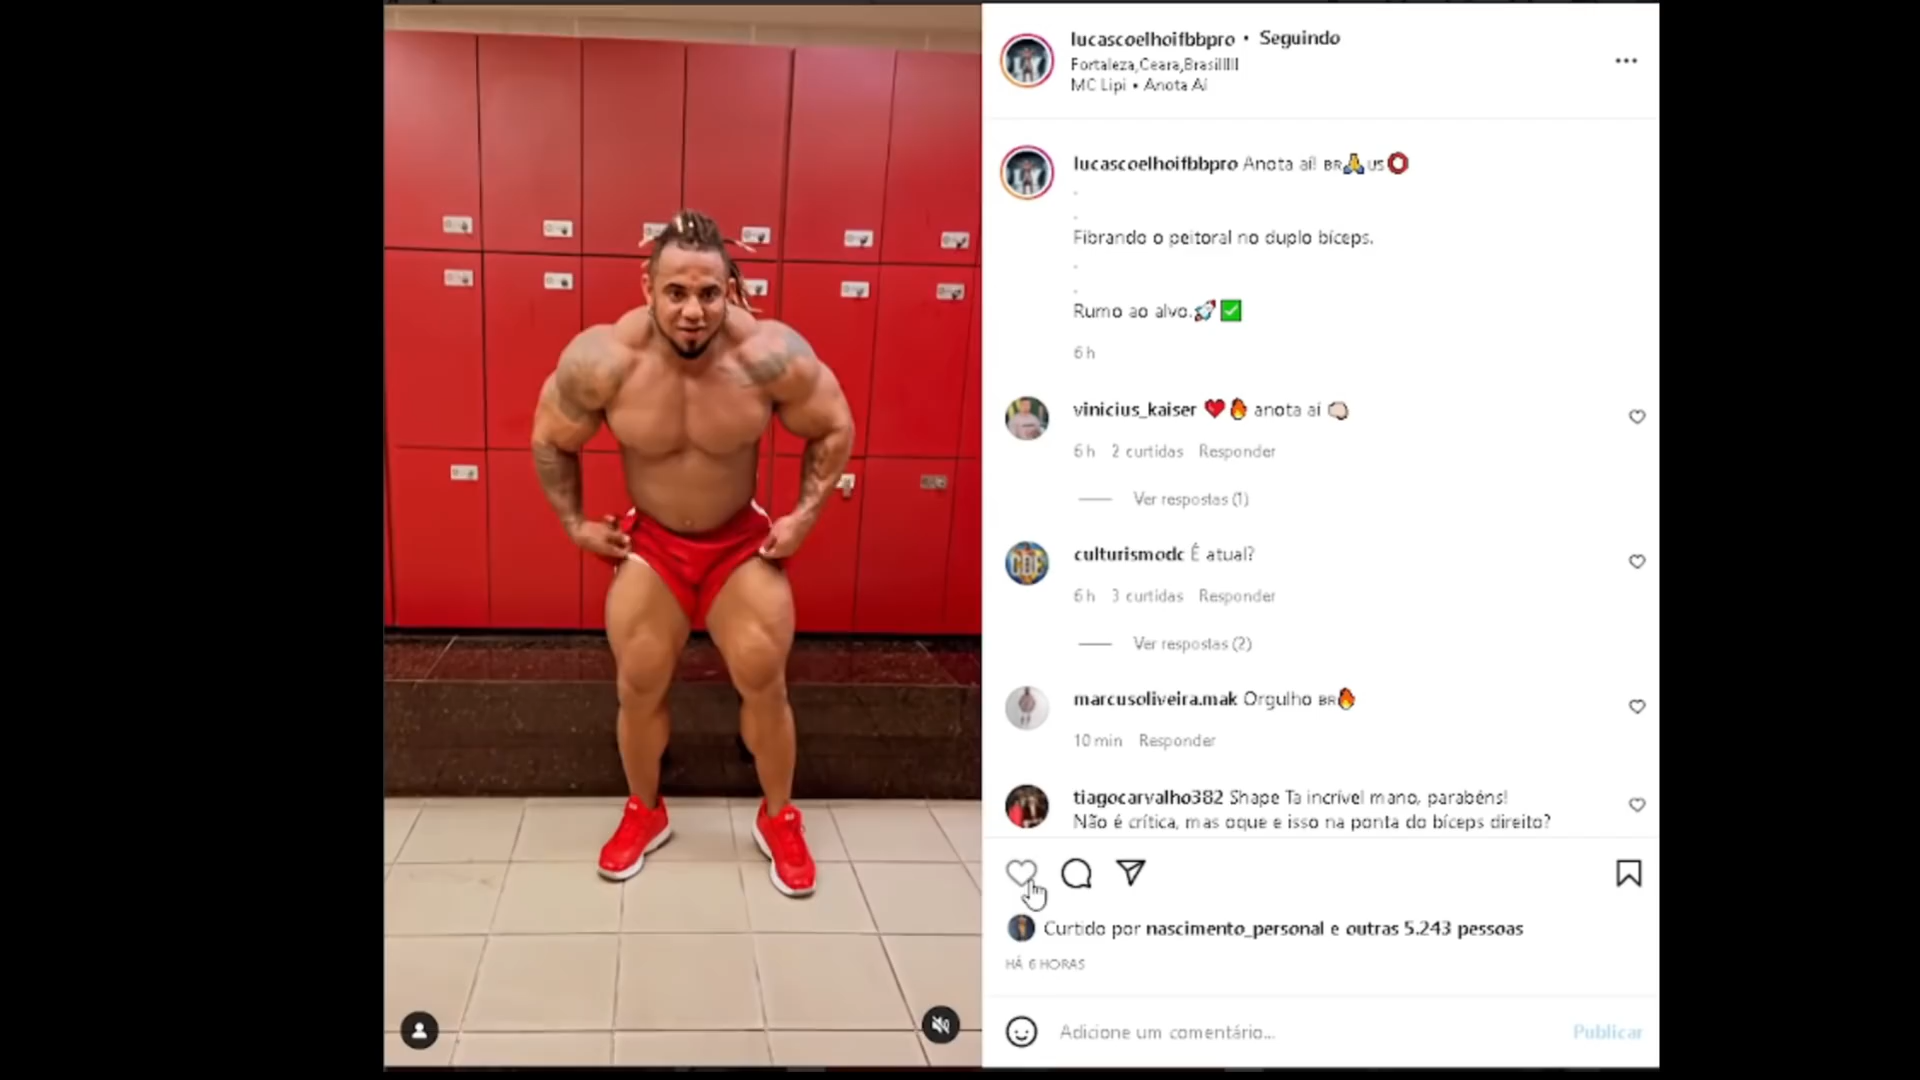 lucascoelhoifbbpro • Seguindo
Fortaleza,Ceara,Brasilllll
MC Lipi • Anota Aí
lucascoelhoifbbpro Anota aí! BR🙏US⭕
.
.
Fibrando o peitoral no duplo bíceps.
.
.
Rumo ao alvo.🚀✅
6 h
vinicius_kaiser ❤️🔥 anota aí 👊🏻
6 h 2 curtidas Responder
Ver respostas (1)
culturismodc É atual?
6 h 3 curtidas Responder
Ver respostas (2)
marcusoliveira.mak Orgulho BR🔥
10 min Responder
tiagocarvalho382 Shape Ta incrível mano, parabéns!
Não é crítica, mas oque e isso na ponta do bíceps direito?
Curtido por nascimento_personal e outras 5.243 pessoas
HÁ 6 HORAS
Adicione um comentário...
Publicar